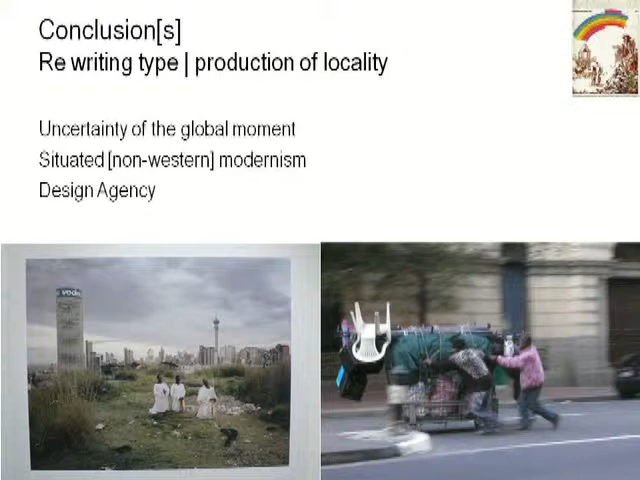 Conclusion[s]
Re writing type | production of locality
Uncertainty of the global moment
Situated [non-western] modernism
Design Agency